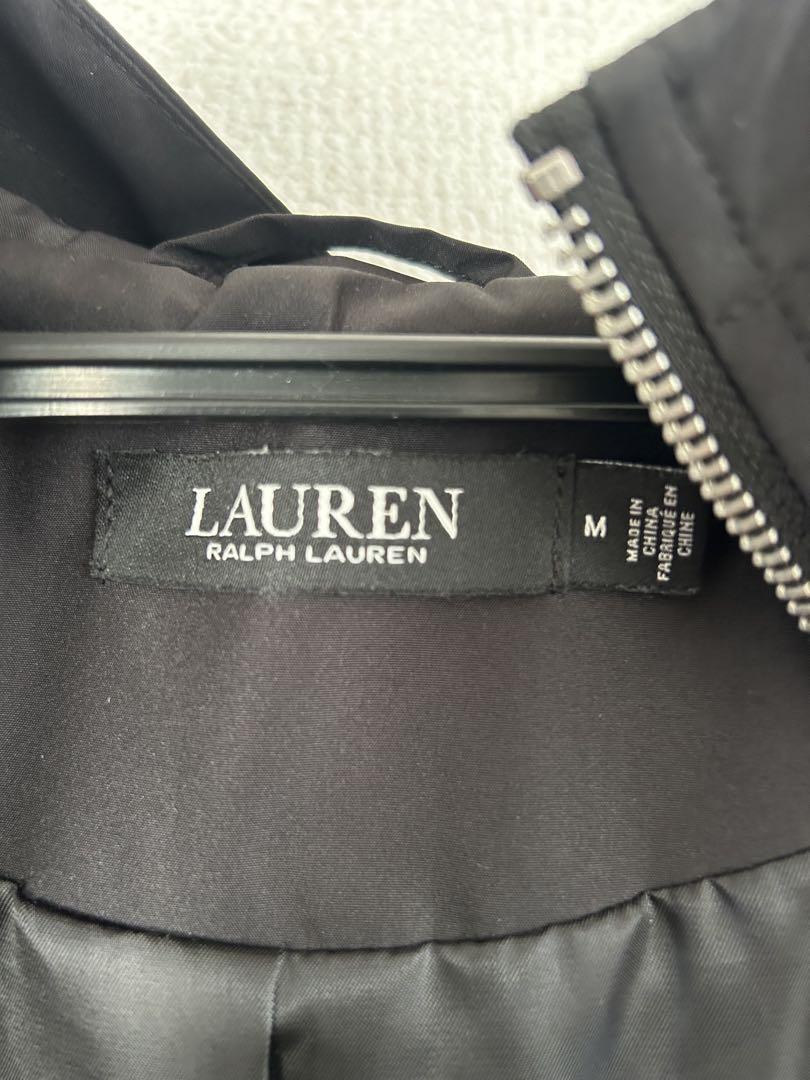 LAUREN
RALPH LAUREN
M
MADE IN
CHINA
FABRIQUÉ EN
CHINE